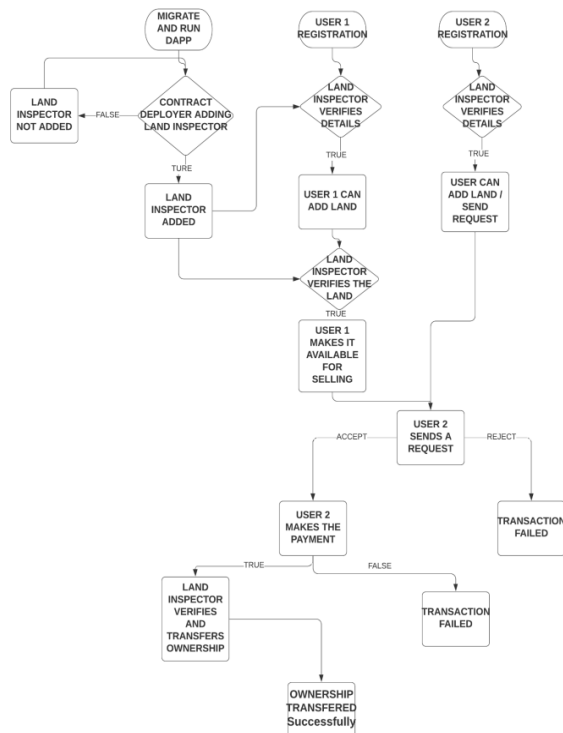 MIGRATE AND RUN
DAPP
USER 1
REGISTRATION
USER 2
REGISTRATION
LAND
INSPECTOR
NOT ADDED
FALSE
CONTRACT
DEPLOYER ADDING
LAND INSPECTOR
LAND
INSPECTOR
VERIFIES
DETAILS
LAND
INSPECTOR
VERIFIES
DETAILS
TURE
TRUE
TRUE
LAND
INSPECTOR
ADDED
USER 1 CAN
ADD LAND
USER CAN
ADD LAND /
SEND
REQUEST
LAND
INSPECTOR
VERIFIES THE
LAND
TRUE
USER 1
MAKES IT
AVAILABLE
FOR
SELLING
USER 2
SENDS A
REQUEST
ACCEPT
REJECT
USER 2
MAKES THE
PAYMENT
TRANSACTION
FAILED
TRUE
FALSE
LAND
INSPECTOR
VERIFIES
AND
TRANSFERS
OWNERSHIP
TRANSACTION
FAILED
OWNERSHIP
TRANSFERED
Successfully